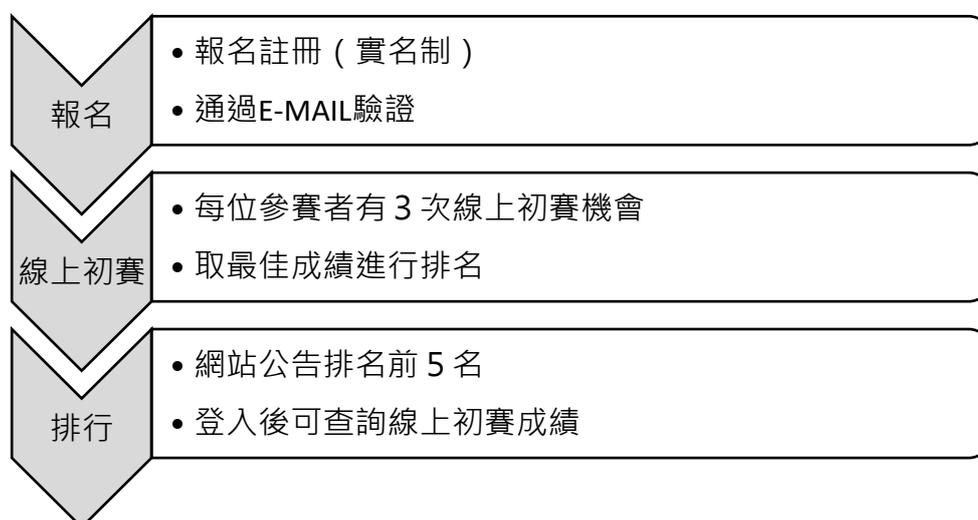 報名
• 報名註冊（實名制）
• 通過E-MAIL驗證
線上初賽
• 每位參賽者有 3 次線上初賽機會
• 取最佳成績進行排名
排行
• 網站公告排名前 5 名
• 登入後可查詢線上初賽成績